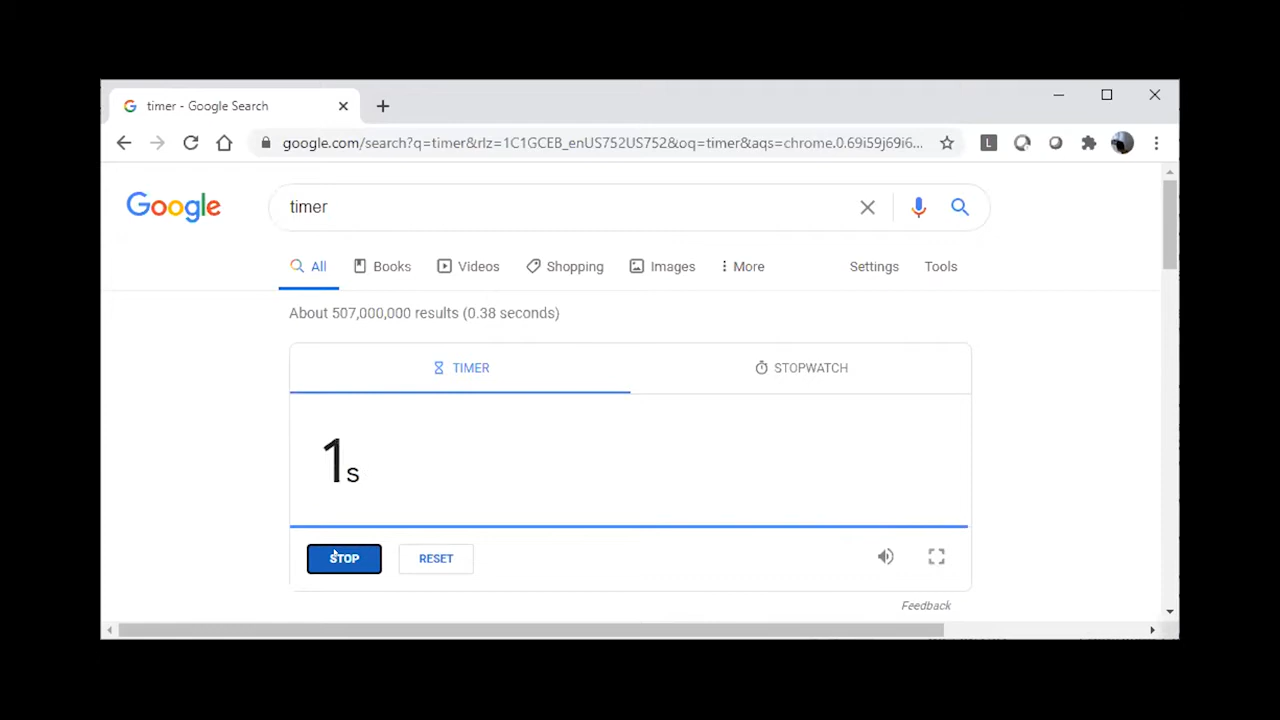 timer - Google Search
google.com/search?q=timer&rlz=1C1GCEB_enUS752US752&oq=timer&aqs=chrome.0.69i59j69i6...
L
Google
timer
All Books Videos Shopping Images More Settings Tools
About 507,000,000 results (0.38 seconds)
TIMER STOPWATCH
1s
STOP RESET
Feedback